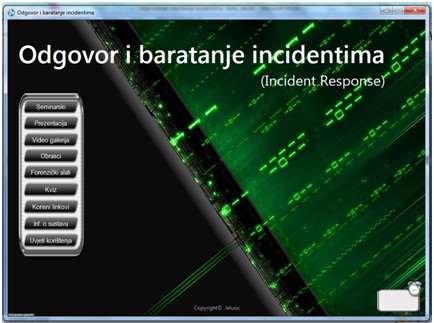 Odgovor i baratanje incidentima
Odgovor i baratanje incidentima
(Incident Response)
Seminarski
Prezentacija
Video galerija
Obrasci
Forenzički alati
Kviz
Korisni linkovi
Inf. o sustavu
Uvjeti korištenja
Copyright© Jelusic